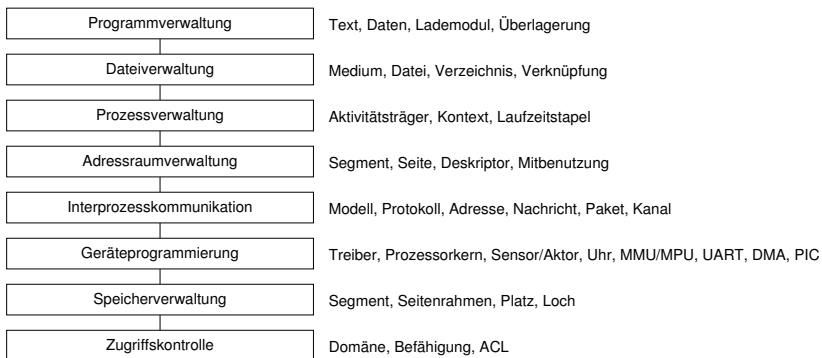 Programmverwaltung Text, Daten, Lademodul, Überlagerung
Dateiverwaltung Medium, Datei, Verzeichnis, Verknüpfung
Prozessverwaltung Aktivitätsträger, Kontext, Laufzeitstapel
Adressraumverwaltung Segment, Seite, Deskriptor, Mitbenutzung
Interprozesskommunikation Modell, Protokoll, Adresse, Nachricht, Paket, Kanal
Geräteprogrammierung Treiber, Prozessorkern, Sensor/Aktor, Uhr, MMU/MPU, UART, DMA, PIC
Speicherverwaltung Segment, Seitenrahmen, Platz, Loch
Zugriffskontrolle Domäne, Befähigung, ACL